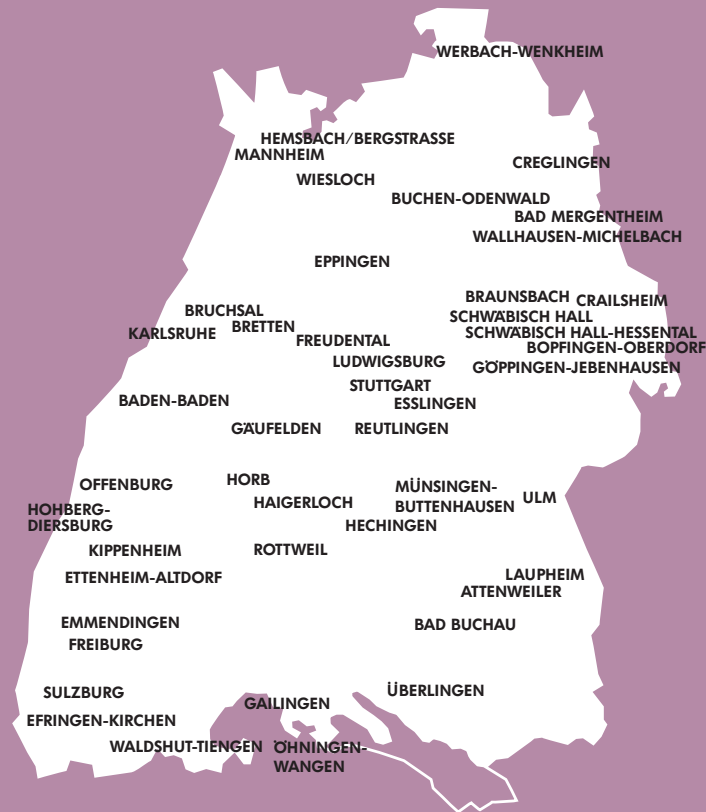 WERBACH-WENKHEIM
HEMSBACH/BERGSTRASSE
MANNHEIM
CREGLINGEN
WIESLOCH
BUCHEN-ODENWALD
BAD MERGENTHEIM
WALLHAUSEN-MICHELBACH
EPPINGEN
BRAUNSBACH
CRAILSHEIM
BRUCHSAL
SCHWÄBISCH HALL
BRETTEN
KARLSRUHE
SCHWÄBISCH HALL-HESSENTAL
FREUDENTAL
BOPFINGEN-OBERDORF
LUDWIGSBURG
GÖPPINGEN-JEBENHAUSEN
STUTTGART
BADEN-BADEN
ESSLINGEN
GÄUFELDEN
REUTLINGEN
HORB
OFFENBURG
MÜNSINGEN-
BUTTENHAUSEN
ULM
HAIGERLOCH
HOHBERG-
DIERSBURG
HECHINGEN
KIPPENHEIM
ROTTWEIL
LAUPHEIM
ETTENHEIM-ALTDORF
ATTENWEILER
EMMENDINGEN
BAD BUCHAU
FREIBURG
SULZBURG
ÜBERLINGEN
GAILINGEN
EFRINGEN-KIRCHEN
WALDSHUT-TIENGEN
ÖHNINGEN-
WANGEN